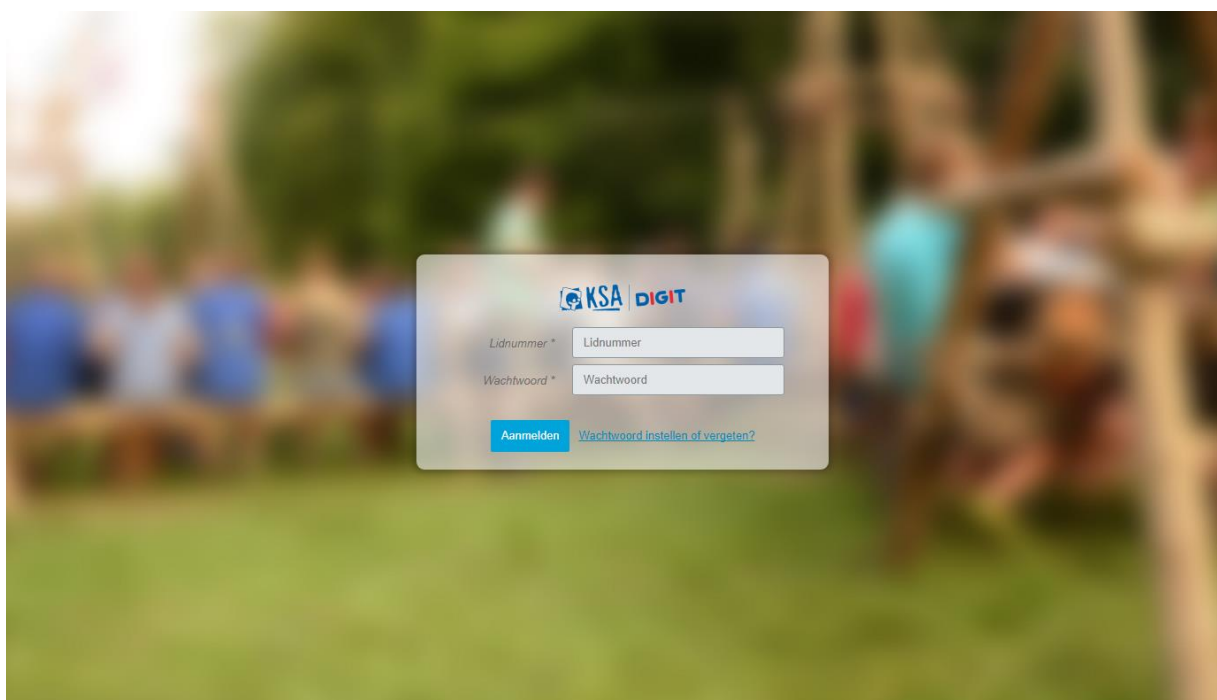 KSA DIGIT
Lidnummer * Lidnummer
Wachtwoord * Wachtwoord
Aanmelden Wachtwoord instellen of vergeten?